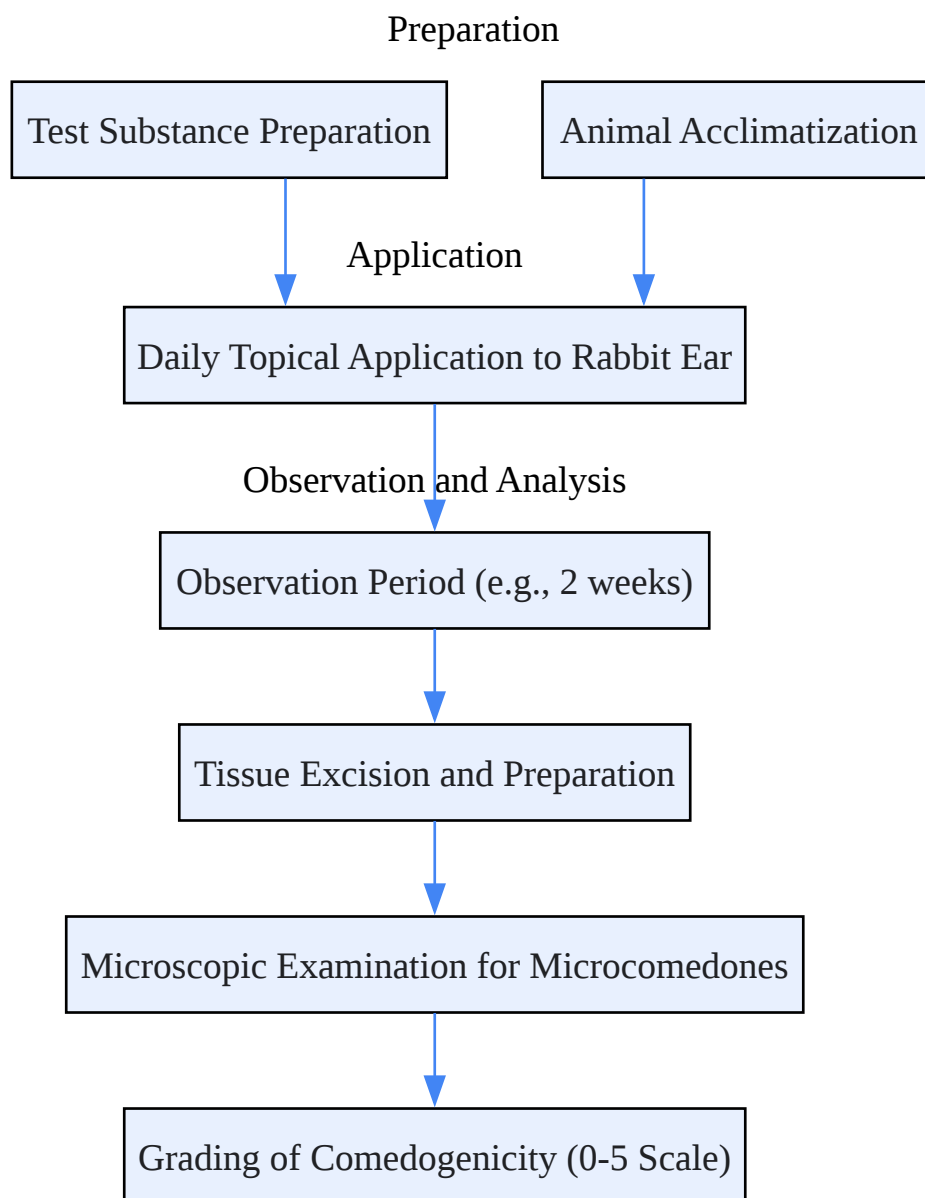 Preparation
Test Substance Preparation
Animal Acclimatization
Application
Daily Topical Application to Rabbit Ear
Observation and Analysis
Observation Period (e.g., 2 weeks)
Tissue Excision and Preparation
Microscopic Examination for Microcomedones
Grading of Comedogenicity (0-5 Scale)